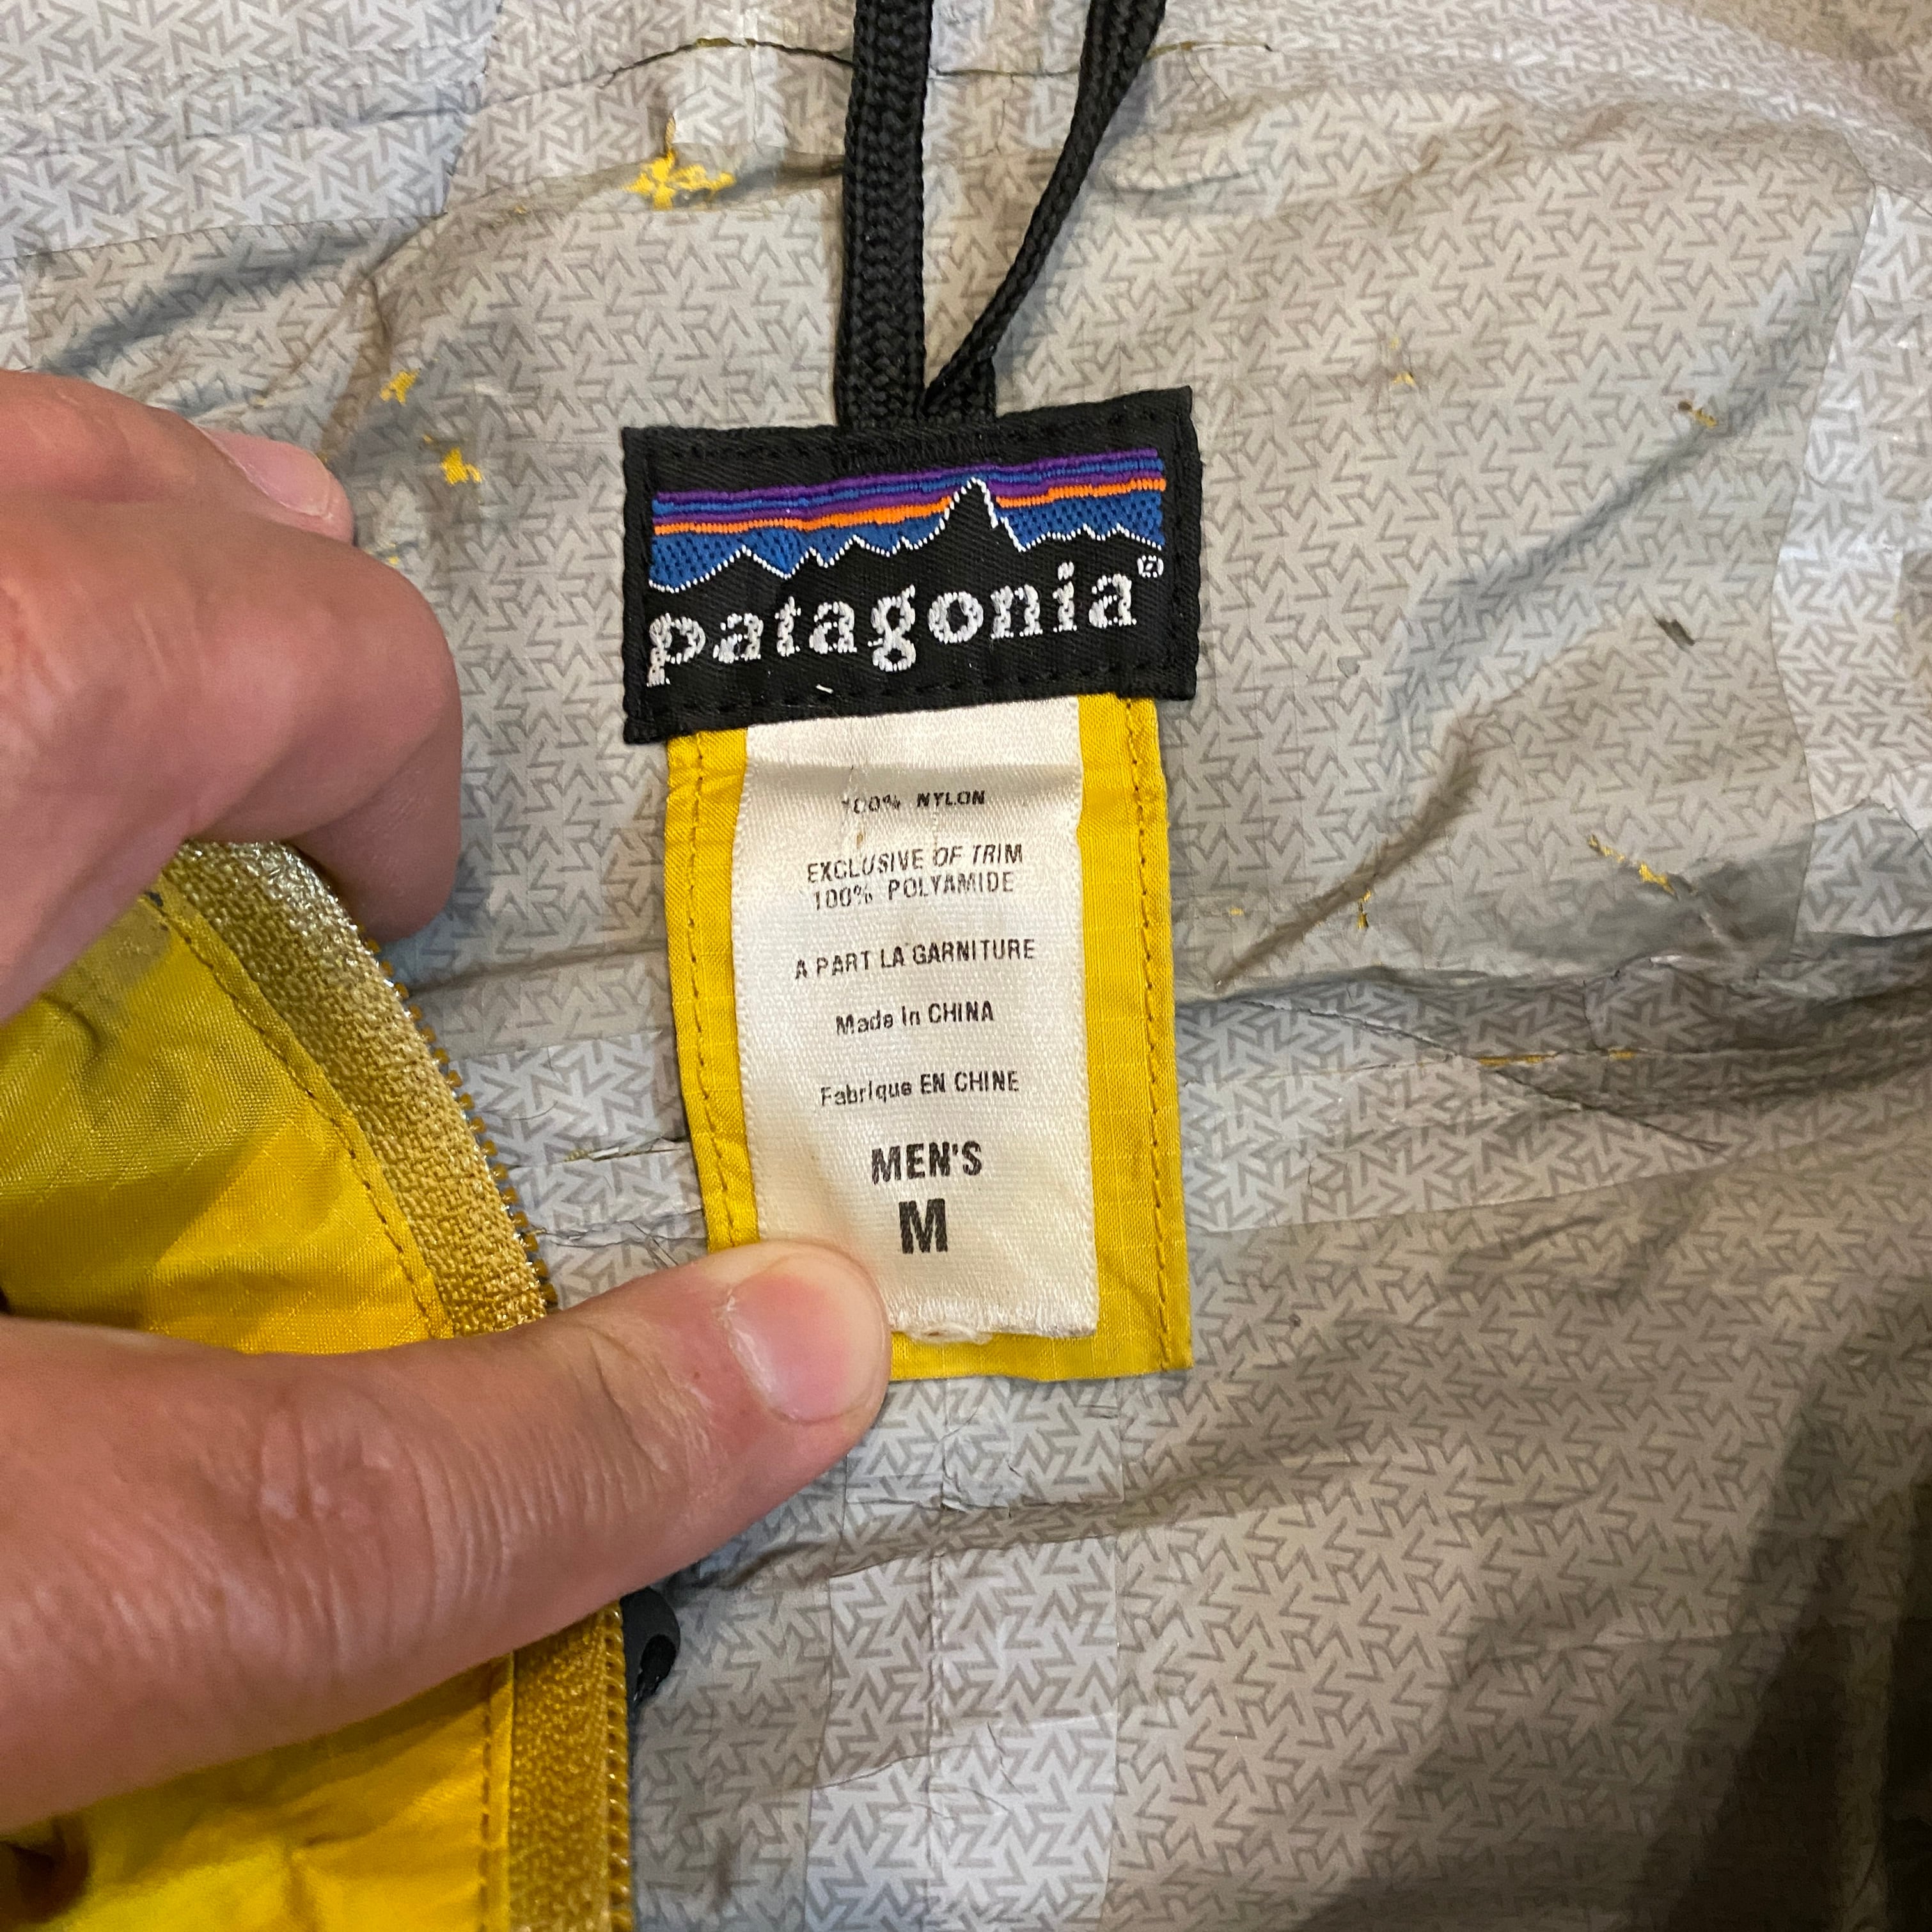 patagonia®
100% NYLON
EXCLUSIVE OF TRIM
100% POLYAMIDE
A PART LA GARNITURE
Made in CHINA
Fabrique EN CHINE
MEN'S
M